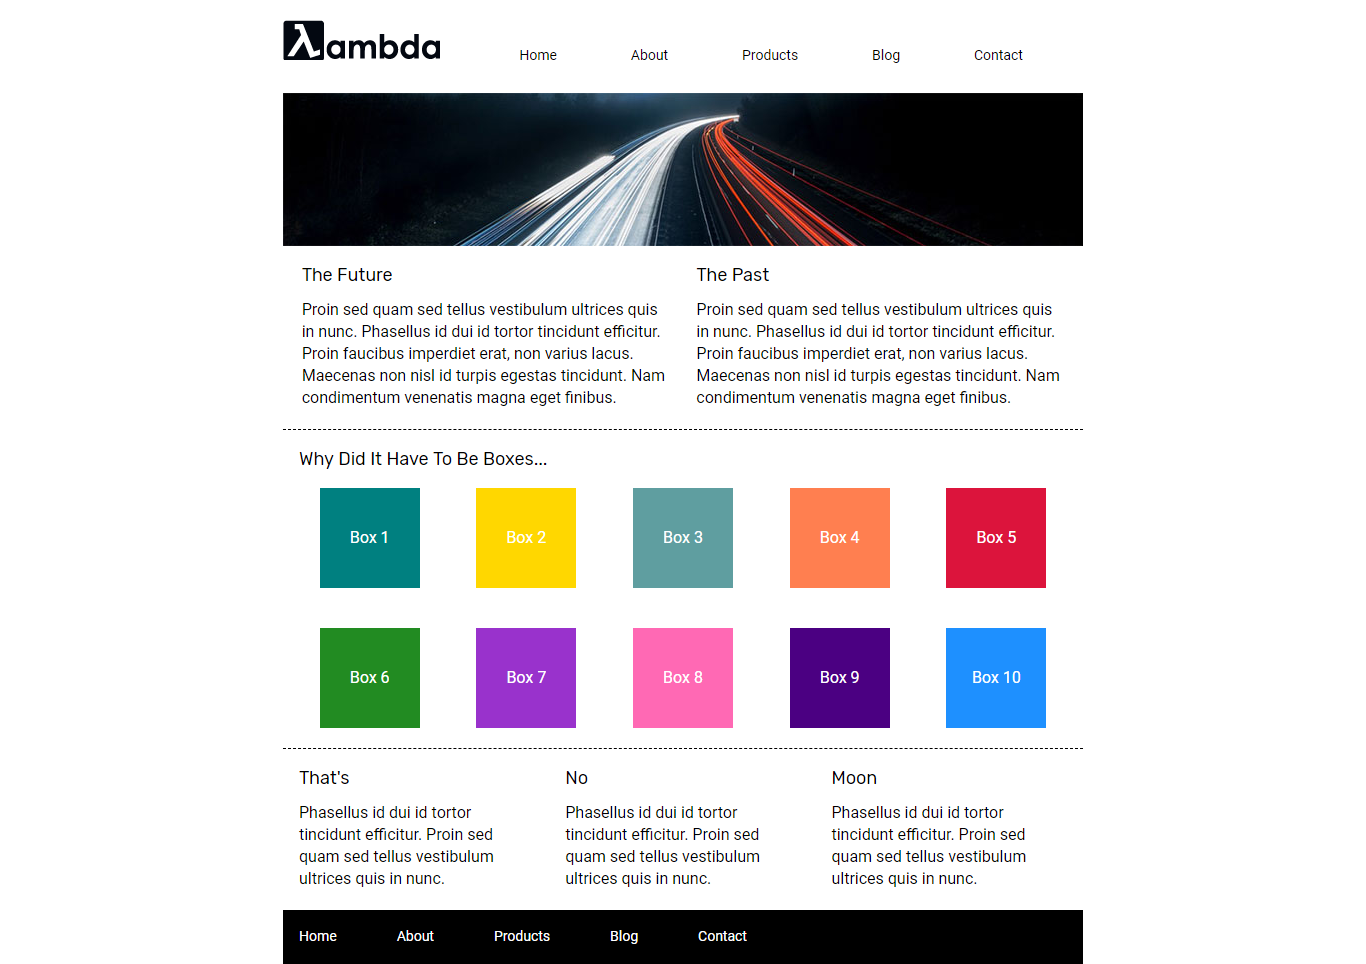 λambda
Home About Products Blog Contact
The Future
Proin sed quam sed tellus vestibulum ultrices quis
in nunc. Phasellus id dui id tortor tincidunt efficitur.
Proin faucibus imperdiet erat, non varius lacus.
Maecenas non nisl id turpis egestas tincidunt. Nam
condimentum venenatis magna eget finibus.
The Past
Proin sed quam sed tellus vestibulum ultrices quis
in nunc. Phasellus id dui id tortor tincidunt efficitur.
Proin faucibus imperdiet erat, non varius lacus.
Maecenas non nisl id turpis egestas tincidunt. Nam
condimentum venenatis magna eget finibus.
Why Did It Have To Be Boxes...
Box 1 Box 2 Box 3 Box 4 Box 5
Box 6 Box 7 Box 8 Box 9 Box 10
That's
Phasellus id dui id tortor
tincidunt efficitur. Proin sed
quam sed tellus vestibulum
ultrices quis in nunc.
No
Phasellus id dui id tortor
tincidunt efficitur. Proin sed
quam sed tellus vestibulum
ultrices quis in nunc.
Moon
Phasellus id dui id tortor
tincidunt efficitur. Proin sed
quam sed tellus vestibulum
ultrices quis in nunc.
Home About Products Blog Contact